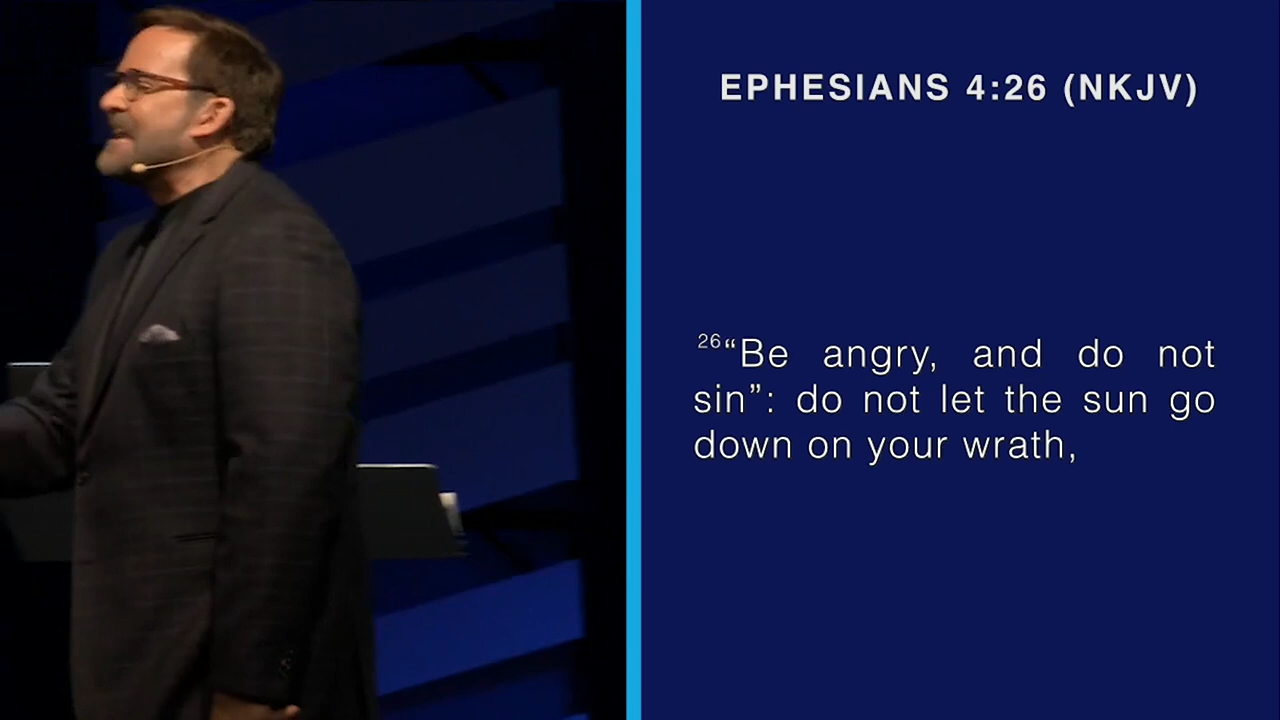 EPHESIANS 4:26 (NKJV)
26“Be angry, and do not
sin”: do not let the sun go
down on your wrath,